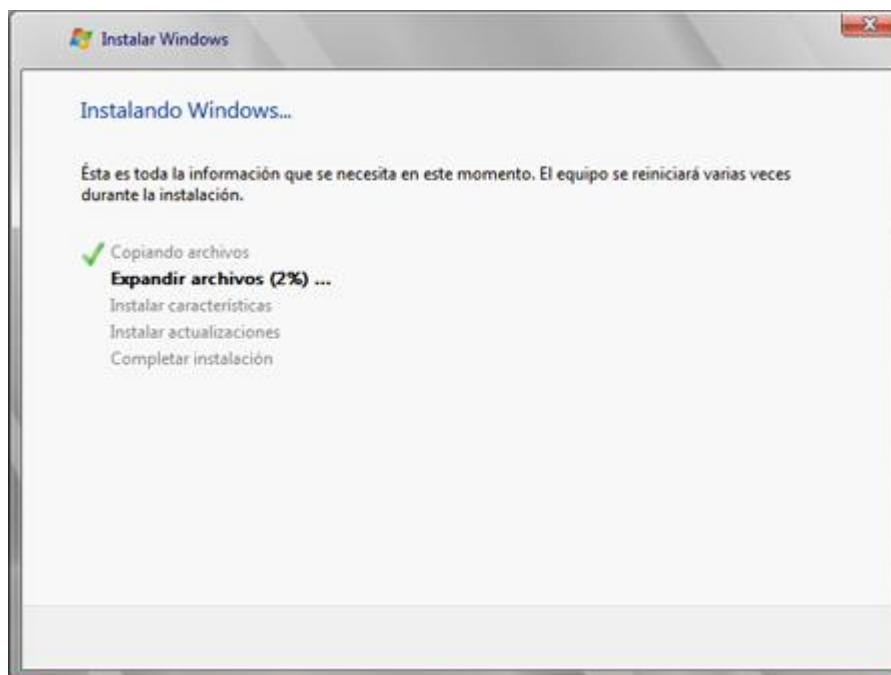 Instalar Windows
Instalando Windows...
Ésta es toda la información que se necesita en este momento. El equipo se reiniciará varias veces
durante la instalación.
Copiando archivos
Expandir archivos (2%) ...
Instalar características
Instalar actualizaciones
Completar instalación